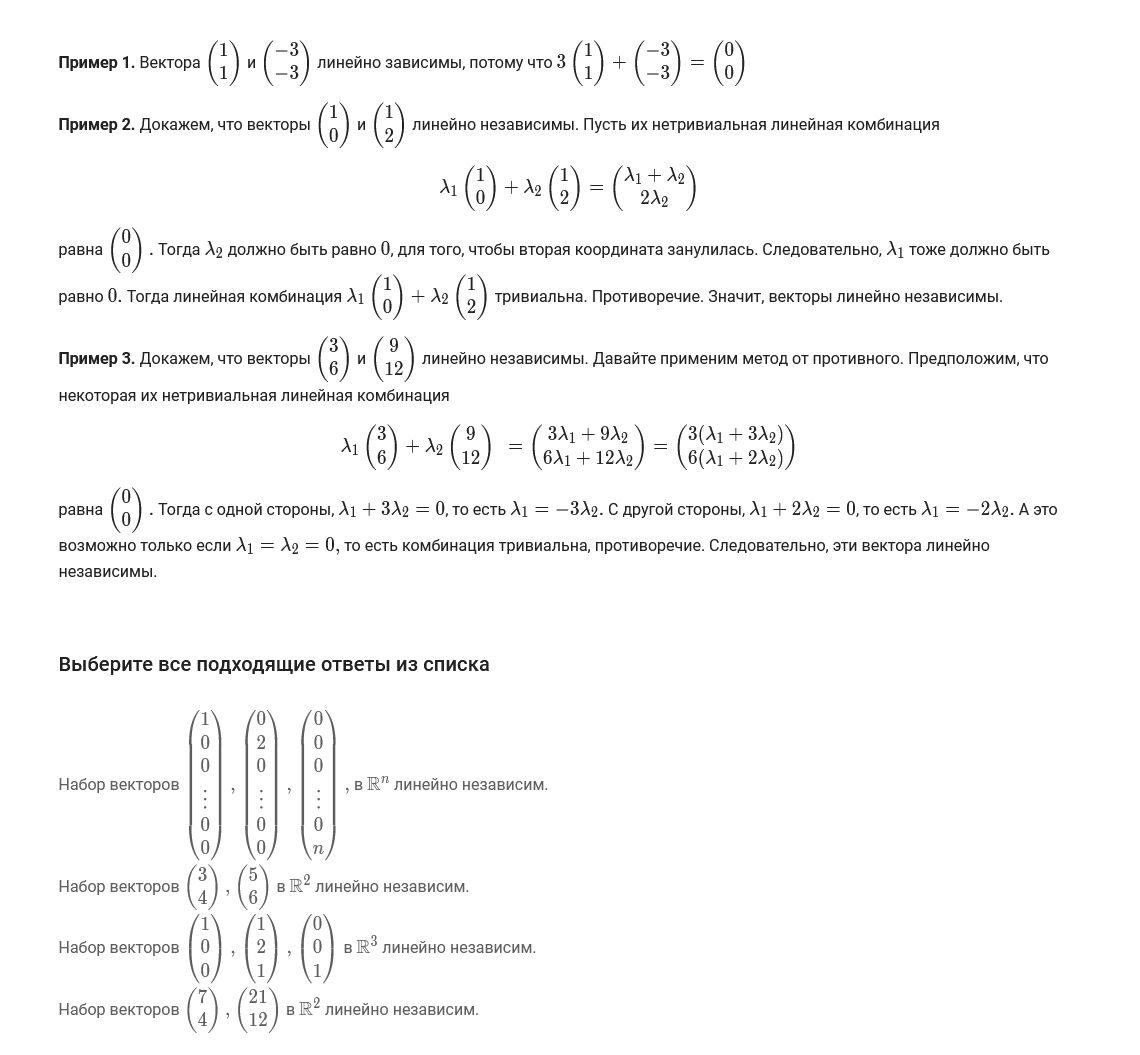 Пример 1. Вектора $\begin{pmatrix}1\\1\end{pmatrix}$ и $\begin{pmatrix}-3\\-3\end{pmatrix}$ линейно зависимы, потому что $3\begin{pmatrix}1\\1\end{pmatrix}+\begin{pmatrix}-3\\-3\end{pmatrix}=\begin{pmatrix}0\\0\end{pmatrix}$
Пример 2. Докажем, что векторы $\begin{pmatrix}1\\0\end{pmatrix}$ и $\begin{pmatrix}1\\2\end{pmatrix}$ линейно независимы. Пусть их нетривиальная линейная комбинация
$\lambda_1\begin{pmatrix}1\\0\end{pmatrix}+\lambda_2\begin{pmatrix}1\\2\end{pmatrix}=\begin{pmatrix}\lambda_1+\lambda_2\\2\lambda_2\end{pmatrix}$
равна $\begin{pmatrix}0\\0\end{pmatrix}$. Тогда $\lambda_2$ должно быть равно $0$, для того, чтобы вторая координата занулилась. Следовательно, $\lambda_1$ тоже должно быть
равно $0$. Тогда линейная комбинация $\lambda_1\begin{pmatrix}1\\0\end{pmatrix}+\lambda_2\begin{pmatrix}1\\2\end{pmatrix}$ тривиальна. Противоречие. Значит, векторы линейно независимы.
Пример 3. Докажем, что векторы $\begin{pmatrix}3\\6\end{pmatrix}$ и $\begin{pmatrix}9\\12\end{pmatrix}$ линейно независимы. Давайте применим метод от противного. Предположим, что
некоторая их нетривиальная линейная комбинация
$\lambda_1\begin{pmatrix}3\\6\end{pmatrix}+\lambda_2\begin{pmatrix}9\\12\end{pmatrix}=\begin{pmatrix}3\lambda_1+9\lambda_2\\6\lambda_1+12\lambda_2\end{pmatrix}=\begin{pmatrix}3(\lambda_1+3\lambda_2)\\6(\lambda_1+2\lambda_2)\end{pmatrix}$
равна $\begin{pmatrix}0\\0\end{pmatrix}$. Тогда с одной стороны, $\lambda_1+3\lambda_2=0$, то есть $\lambda_1=-3\lambda_2$. С другой стороны, $\lambda_1+2\lambda_2=0$, то есть $\lambda_1=-2\lambda_2$. А это
возможно только если $\lambda_1=\lambda_2=0$, то есть комбинация тривиальна, противоречие. Следовательно, эти вектора линейно
независимы.
Выберите все подходящие ответы из списка
Набор векторов $\begin{pmatrix}1\\0\\0\\\vdots\\0\\0\end{pmatrix},\begin{pmatrix}0\\2\\0\\\vdots\\0\\0\end{pmatrix},\begin{pmatrix}0\\0\\0\\\vdots\\0\\n\end{pmatrix}$, в $\mathbb{R}^n$ линейно независим.
Набор векторов $\begin{pmatrix}3\\4\end{pmatrix},\begin{pmatrix}5\\6\end{pmatrix}$ в $\mathbb{R}^2$ линейно независим.
Набор векторов $\begin{pmatrix}1\\0\\0\end{pmatrix},\begin{pmatrix}1\\2\\1\end{pmatrix},\begin{pmatrix}0\\0\\1\end{pmatrix}$ в $\mathbb{R}^3$ линейно независим.
Набор векторов $\begin{pmatrix}7\\4\end{pmatrix},\begin{pmatrix}21\\12\end{pmatrix}$ в $\mathbb{R}^2$ линейно независим.